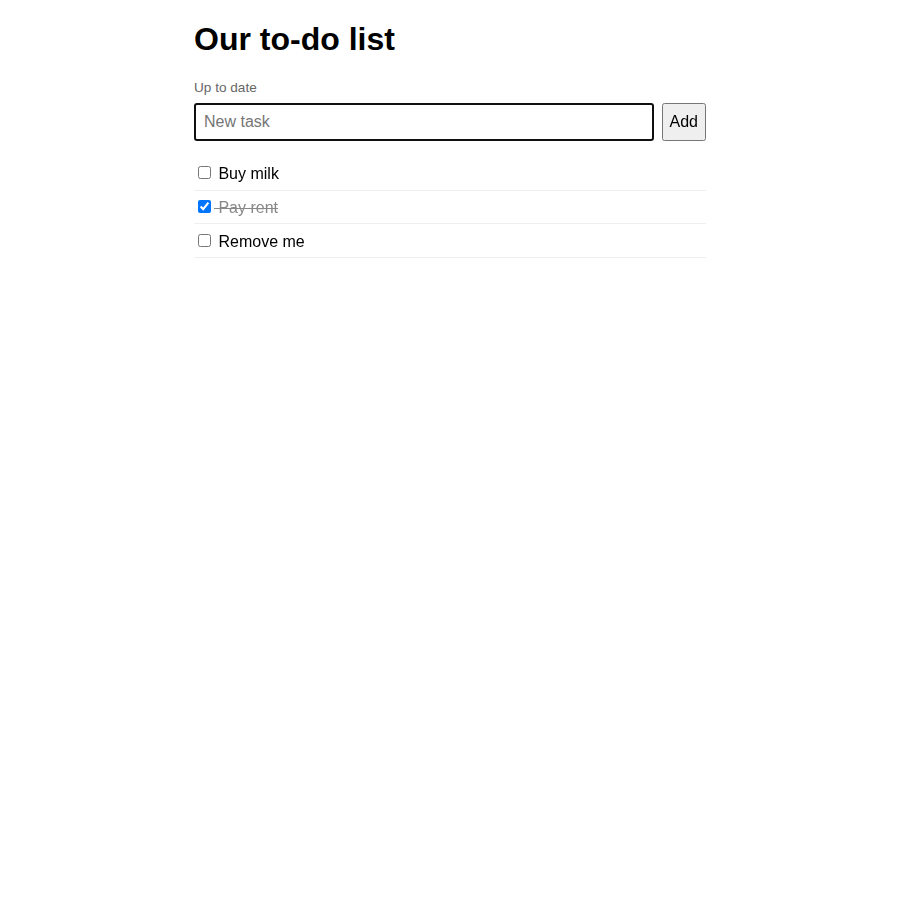 Our to-do list
Up to date
New task
Add
Buy milk
Pay rent
Remove me